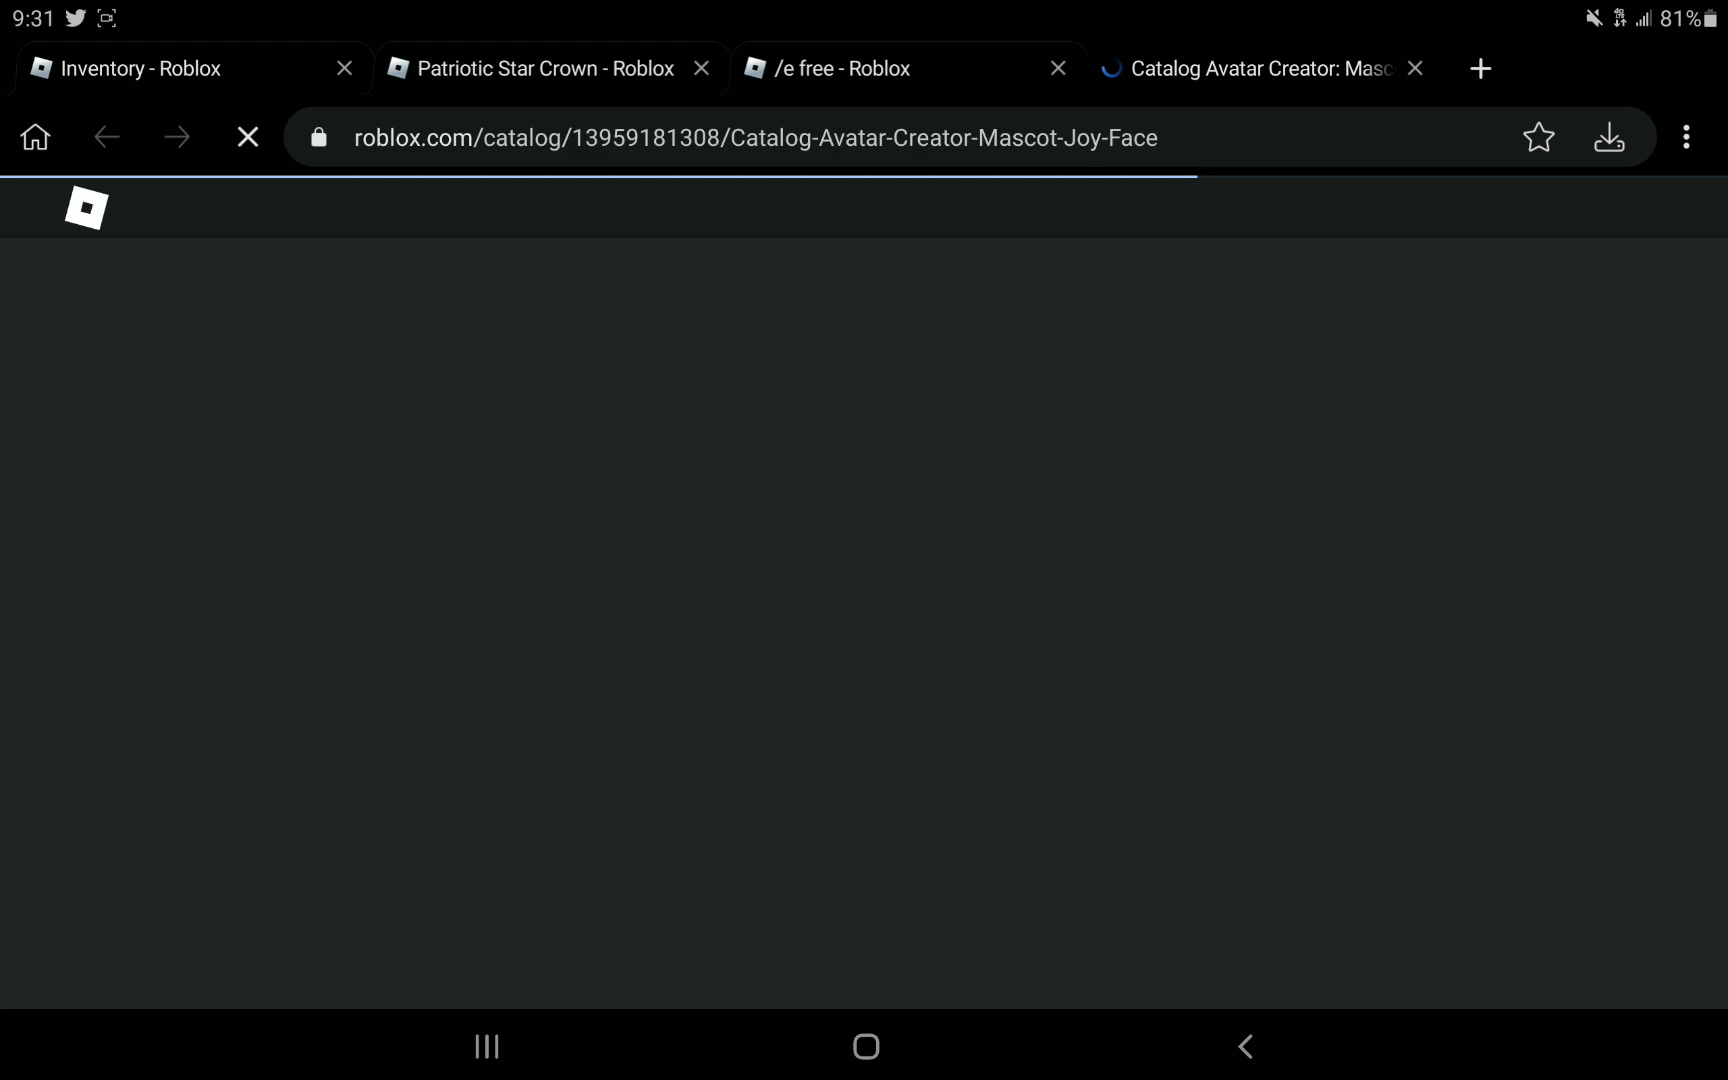 9:31
81%
Inventory - Roblox
Patriotic Star Crown - Roblox
/e free - Roblox
Catalog Avatar Creator: Masc
roblox.com/catalog/13959181308/Catalog-Avatar-Creator-Mascot-Joy-Face